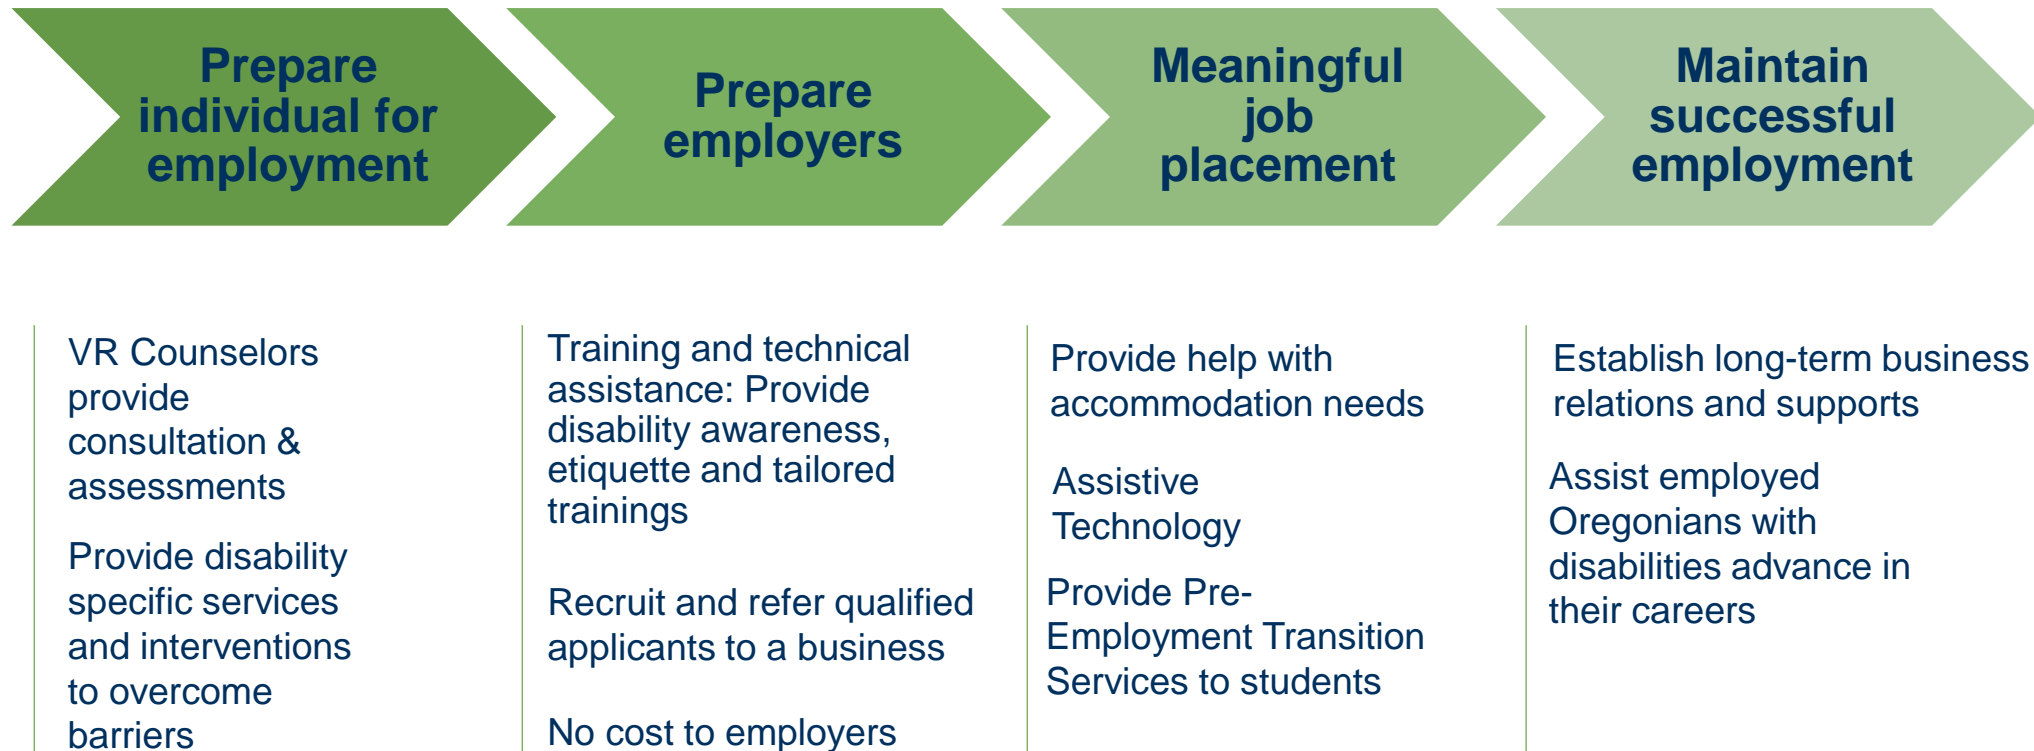 Prepare
individual for
employment
Prepare
employers
Meaningful
job
placement
Maintain
successful
employment
VR Counselors
provide
consultation &
assessments
Provide disability
specific services
and interventions
to overcome
barriers
Training and technical
assistance: Provide
disability awareness,
etiquette and tailored
trainings
Recruit and refer qualified
applicants to a business
No cost to employers
Provide help with
accommodation needs
Assistive
Technology
Provide Pre-
Employment Transition
Services to students
Establish long-term business
relations and supports
Assist employed
Oregonians with
disabilities advance in
their careers